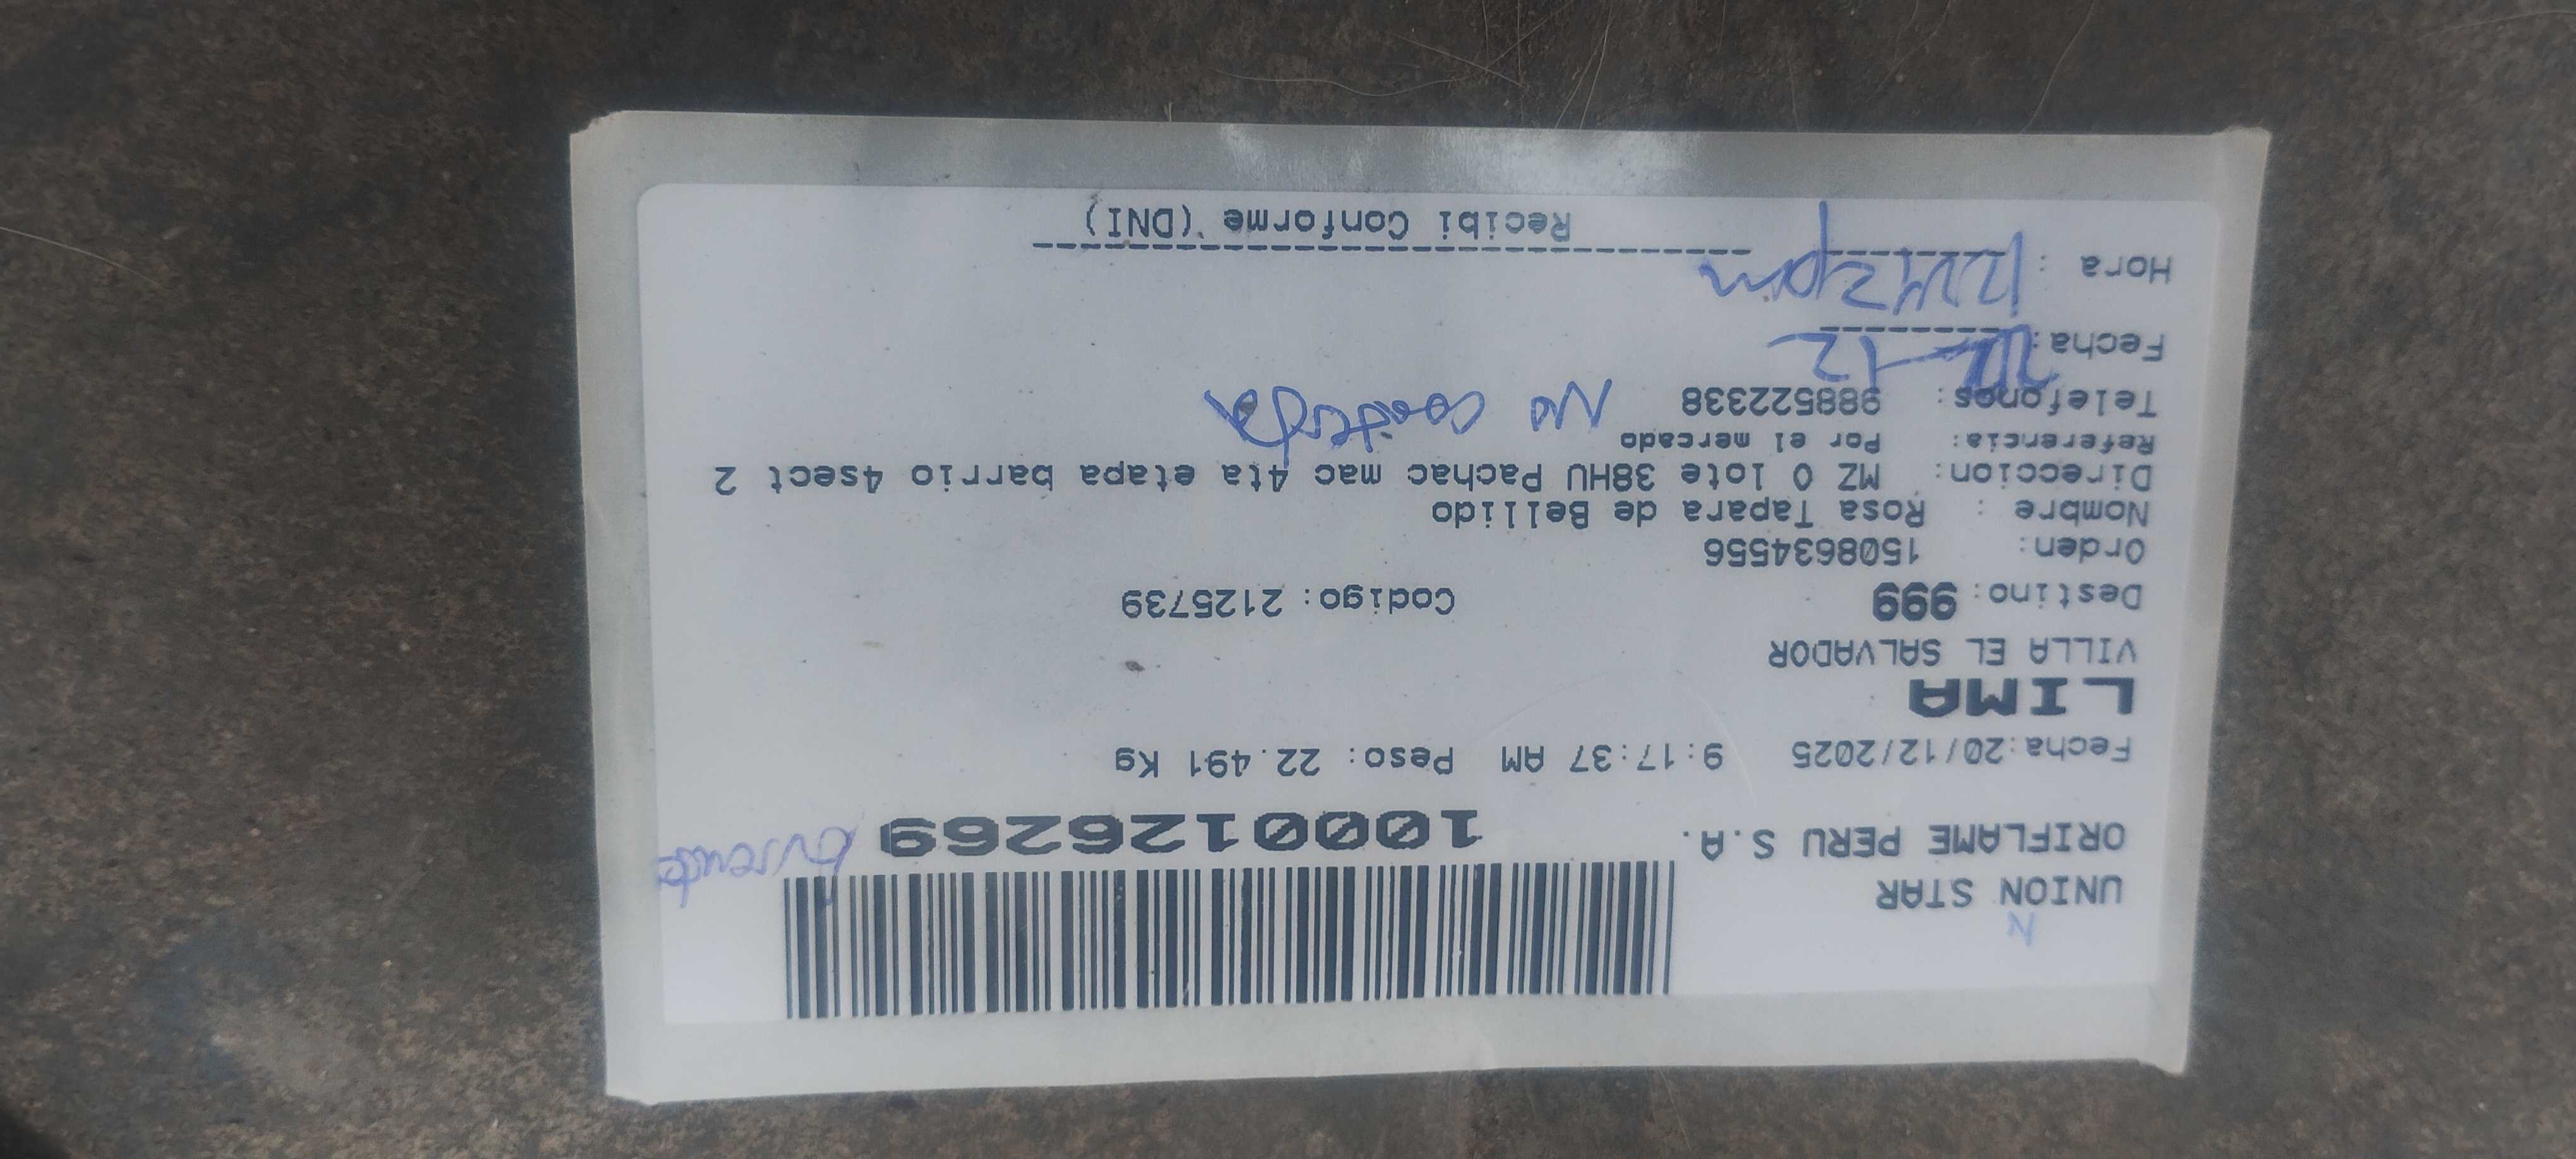 UNION STAR
ORIFLAME PERU S.A.
1000126269
Fecha:20/12/2025 9:17:37 AM Peso: 22.491 Kg
LIMA
VILLA EL SALVADOR
Destino: 999 Codigo: 2125739
Orden: 1508634556
Nombre : Rosa Tapara de Bellido
Direccion: MZ O lote 38HU Pachac mac 4ta etapa barrio 4sect 2
Referencia: Por el mercado
Telefonos: 988522338 No contesta
Fecha: -12
Hora : 12:42pm
Recibi Conforme (DNI)